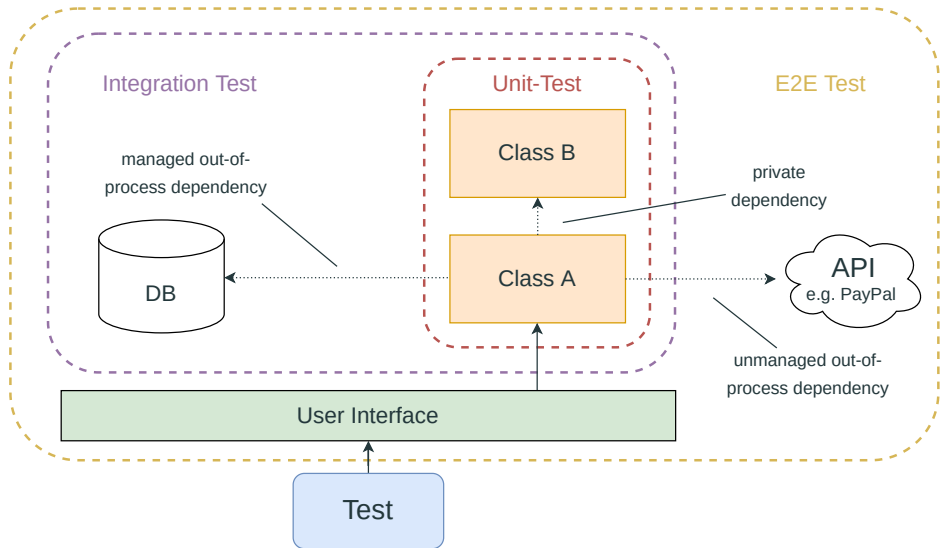 Integration Test
Unit-Test
E2E Test
Class B
managed out-of-
process dependency
private
dependency
DB
Class A
API
e.g. PayPal
unmanaged out-of-
process dependency
User Interface
Test